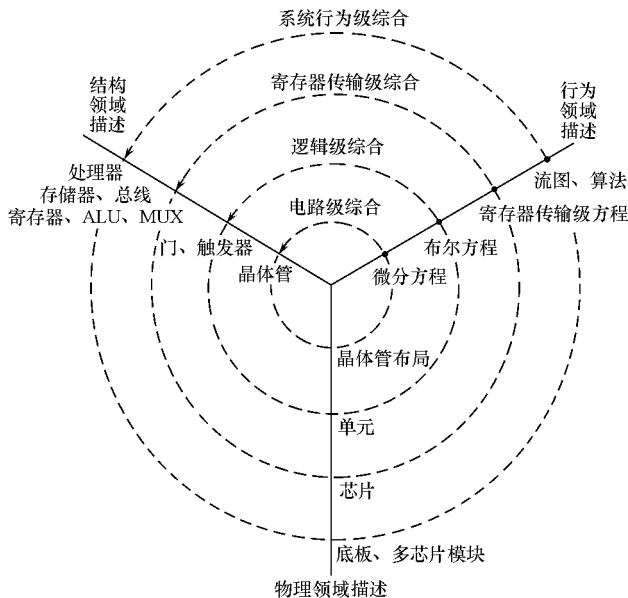 系统行为级综合
结构
领域
描述
寄存器传输级综合
行为
领域
描述
逻辑级综合
处理器
存储器、总线
寄存器、ALU、MUX
流图、算法
寄存器传输级方程
电路级综合
门、触发器
布尔方程
晶体管
微分方程
晶体管布局
单元
芯片
底板、多芯片模块
物理领域描述